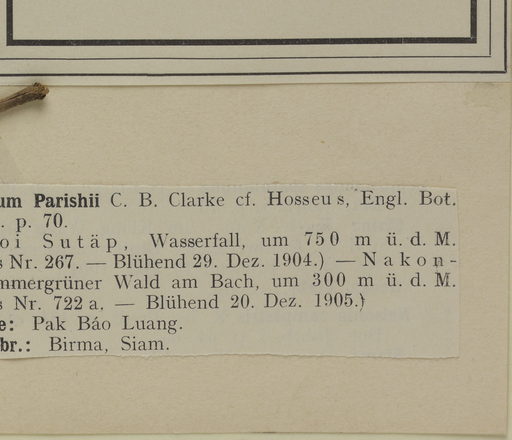 um Parishii C. B. Clarke cf. Hosseus, Engl. Bot.
. p. 70.
oi Sutäp, Wasserfall, um 750 m ü. d. M.
s Nr. 267. — Blühend 29. Dez. 1904.) — Nakon-
mmergrüner Wald am Bach, um 300 m ü. d. M.
s Nr. 722 a. — Blühend 20. Dez. 1905.)
e: Pak Báo Luang.
br.: Birma, Siam.